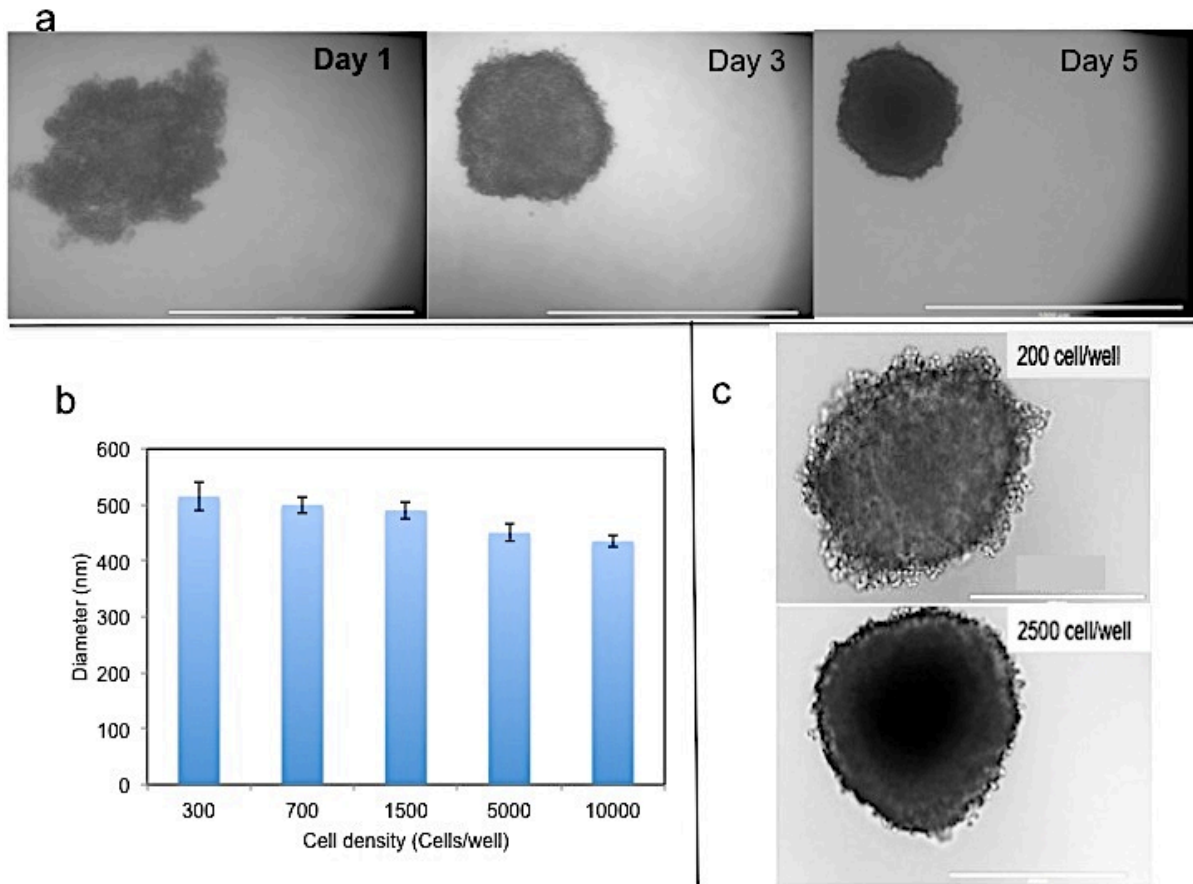 a
Day 1
Day 3
Day 5
b
600
500
400
300
200
100
0
Diameter (nm)
300 700 1500 5000 10000
Cell density (Cells/well)
c
200 cell/well
2500 cell/well